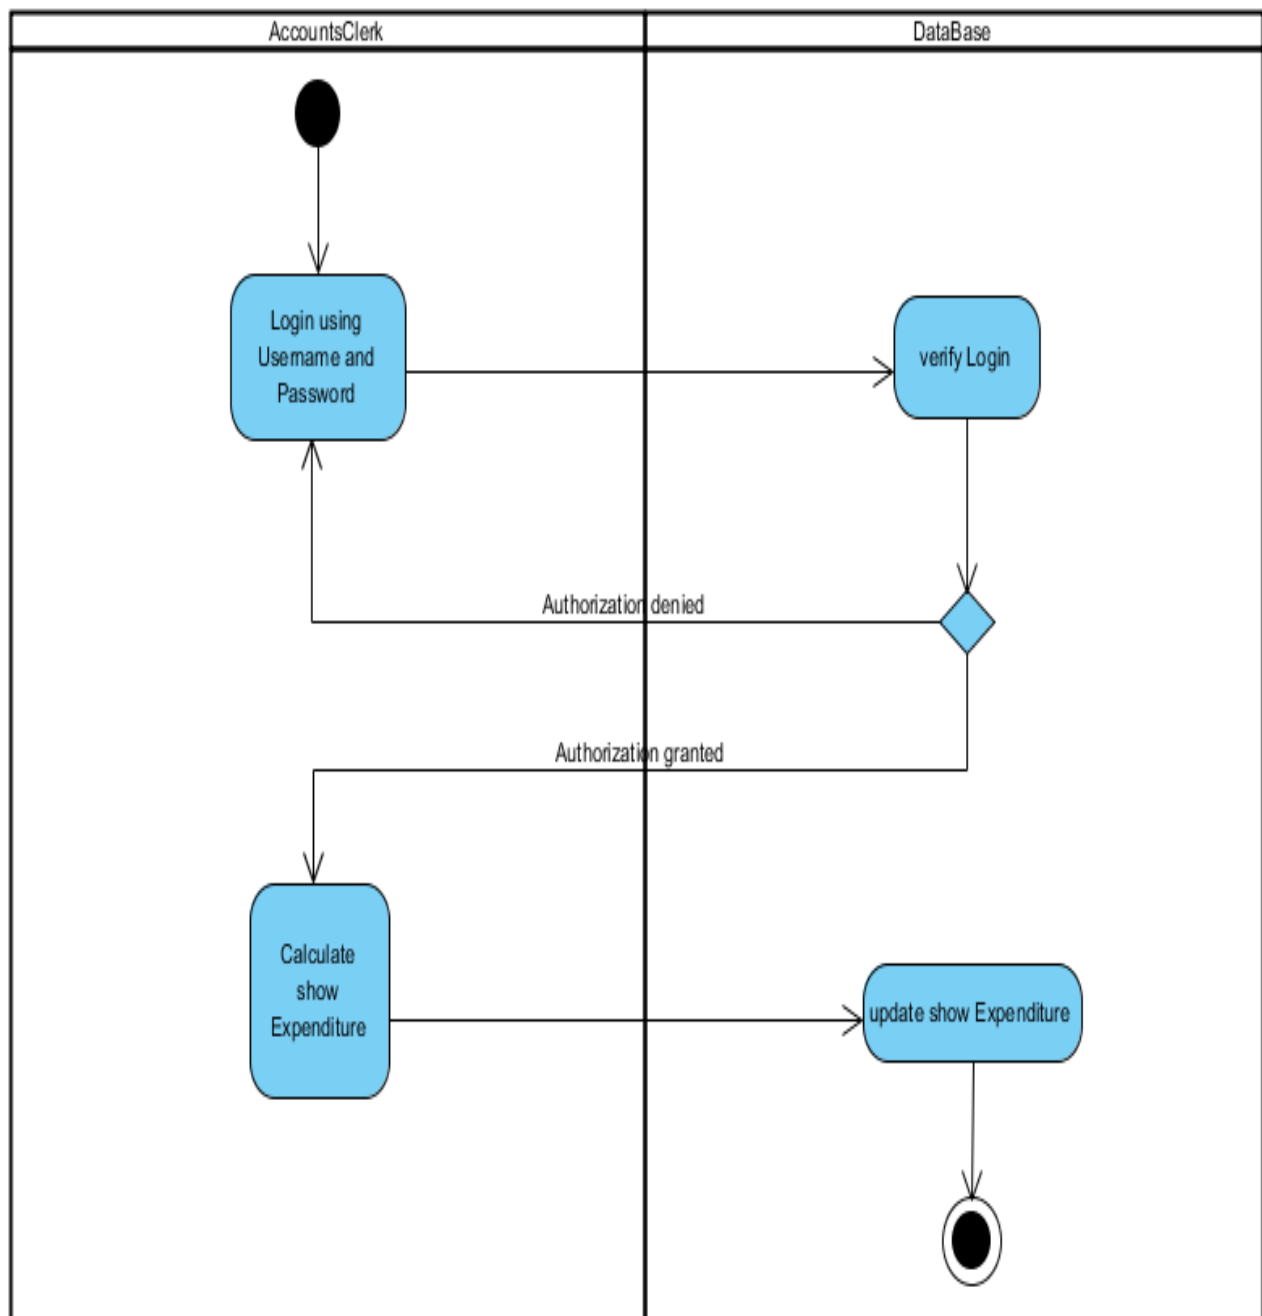 AccountsClerk
DataBase
Login using
Username and
Password
verify Login
Authorization denied
Authorization granted
Calculate
show
Expenditure
update show Expenditure